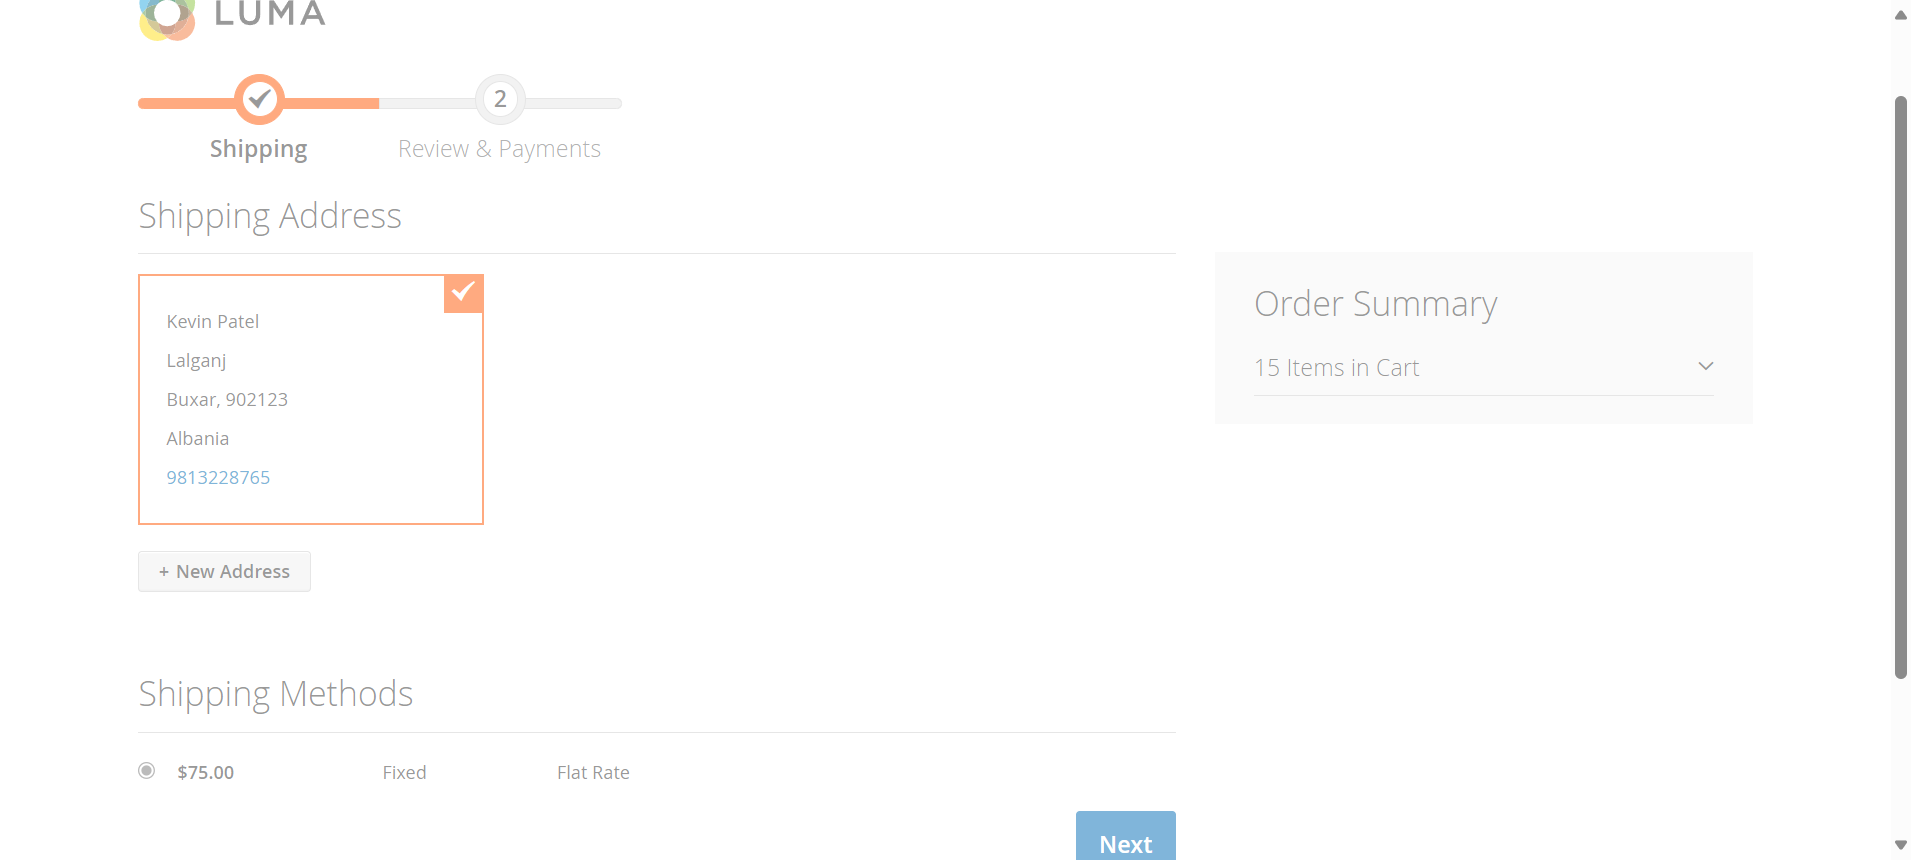 LUMA
2
Shipping
Review & Payments
Shipping Address
Kevin Patel
Lalganj
Buxar, 902123
Albania
9813228765
+ New Address
Order Summary
15 Items in Cart
Shipping Methods
$75.00 Fixed Flat Rate
Next